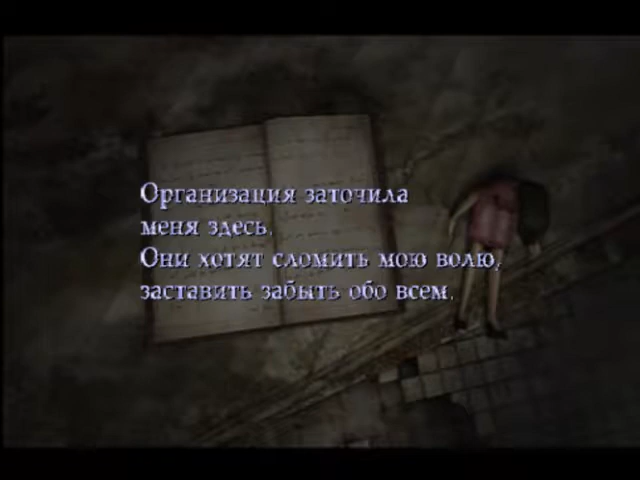 Организация заточила
меня здесь.
Они хотят сломить мою волю,
заставить забыть обо всем.